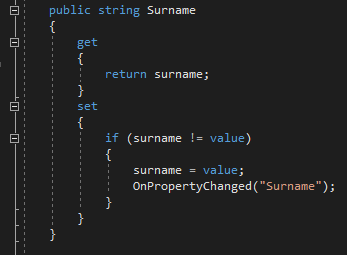 public string Surname
{
get
{
return surname;
}
set
{
if (surname != value)
{
surname = value;
OnPropertyChanged("Surname");
}
}
}